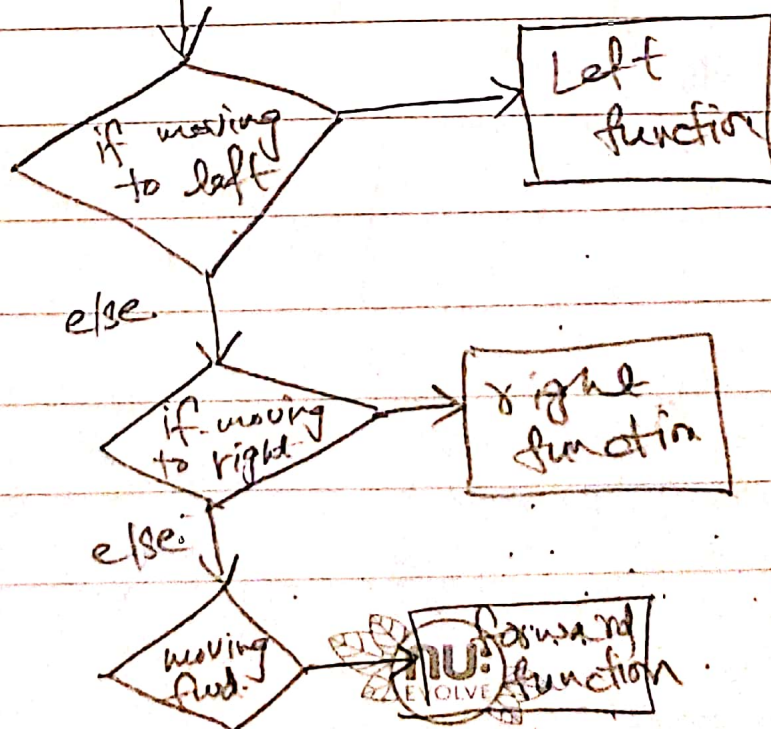 if moving
to left
Left
function
else
if moving
to right
right
function
else
moving
fwd.
forward
function
nu:
EVOLVE